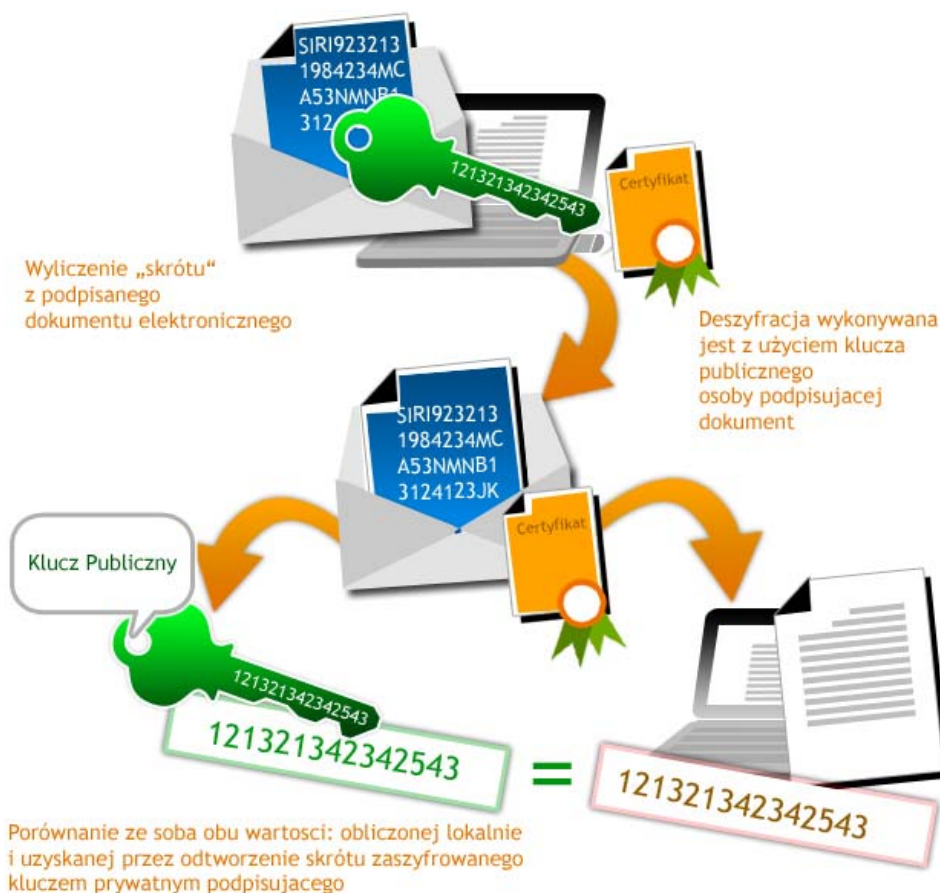 SIRI923213
1984234MC
A53NMNB1
312
121321342342543
Certyfikat
Wyliczenie „skrótu“
z podpisanego
dokumentu elektronicznego
Deszyfracja wykonywana
jest z użyciem klucza
publicznego
osoby podpisujacej
dokument
SIRI923213
1984234MC
A53NMNB1
3124123JK
Certyfikat
Klucz Publiczny
121321342342543
121321342342543
=
121321342342543
Porównanie ze soba obu wartosci: obliczonej lokalnie
i uzyskanej przez odtworzenie skrótu zaszyfrowanego
kluczem prywatnym podpisujacego